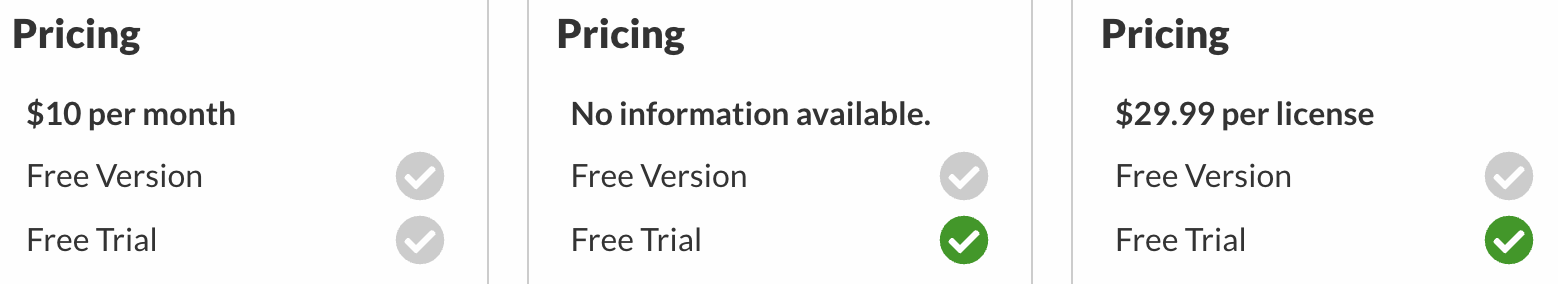 Pricing
$10 per month
Free Version
Free Trial
Pricing
No information available.
Free Version
Free Trial
Pricing
$29.99 per license
Free Version
Free Trial